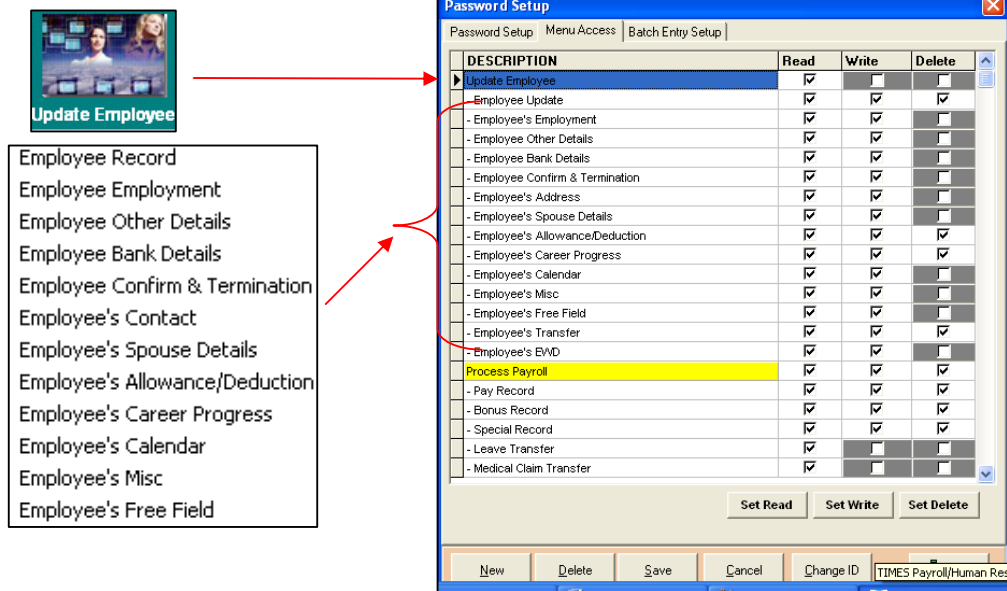 Update Employee
Employee Record
Employee Employment
Employee Other Details
Employee Bank Details
Employee Confirm & Termination
Employee's Contact
Employee's Spouse Details
Employee's Allowance/Deduction
Employee's Career Progress
Employee's Calendar
Employee's Misc
Employee's Free Field
Password Setup
Password Setup Menu Access Batch Entry Setup
DESCRIPTION Read Write Delete
Update Employee
- Employee Update
- Employee's Employment
- Employee Other Details
- Employee Bank Details
- Employee Confirm & Termination
- Employee's Address
- Employee's Spouse Details
- Employee's Allowance/Deduction
- Employee's Career Progress
- Employee's Calendar
- Employee's Misc
- Employee's Free Field
- Employee's Transfer
- Employee's EWD
Process Payroll
- Pay Record
- Bonus Record
- Special Record
- Leave Transfer
- Medical Claim Transfer
Set Read Set Write Set Delete
New Delete Save Cancel Change ID
TIMES Payroll/Human Res